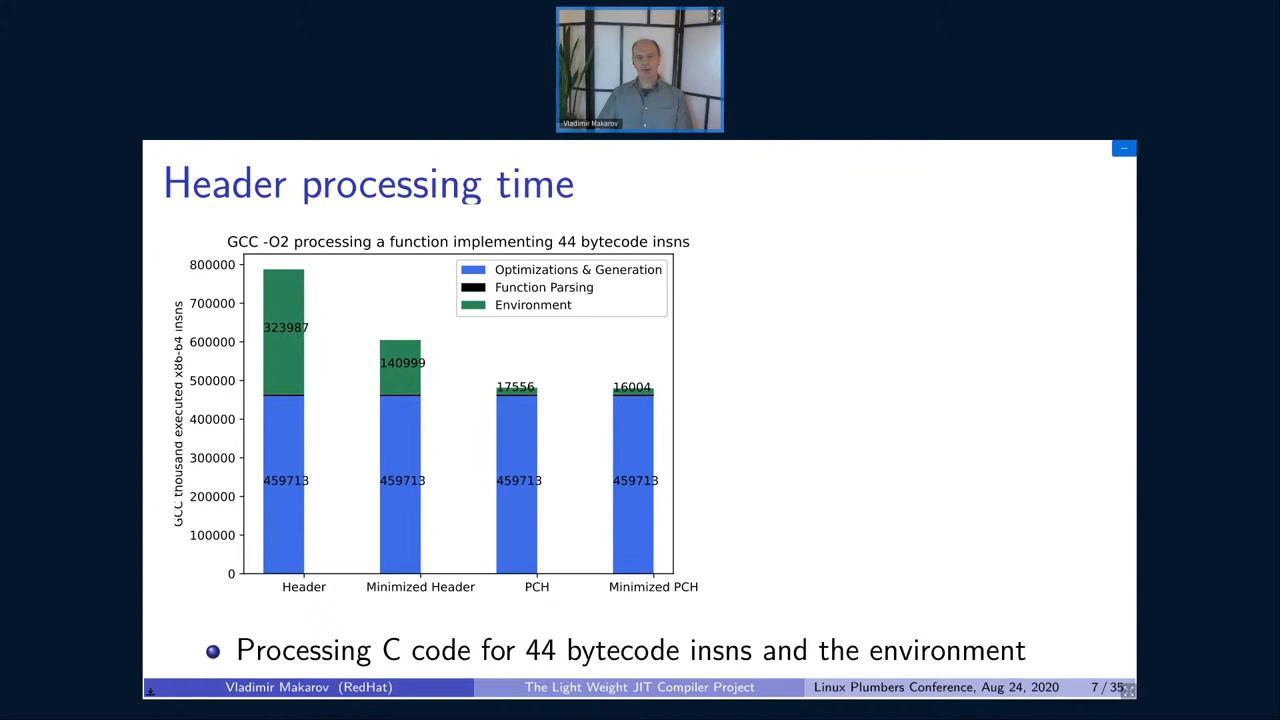 Vladimir Makarov
Header processing time
GCC -O2 processing a function implementing 44 bytecode insns
GCC thousand executed x86-64 insns
800000
700000
600000
500000
400000
300000
200000
100000
0
Optimizations & Generation
Function Parsing
Environment
323987
140999
17556
16004
459713
459713
459713
459713
Header
Minimized Header
PCH
Minimized PCH
Processing C code for 44 bytecode insns and the environment
Vladimir Makarov (RedHat)
The Light Weight JIT Compiler Project
Linux Plumbers Conference, Aug 24, 2020
7 / 35